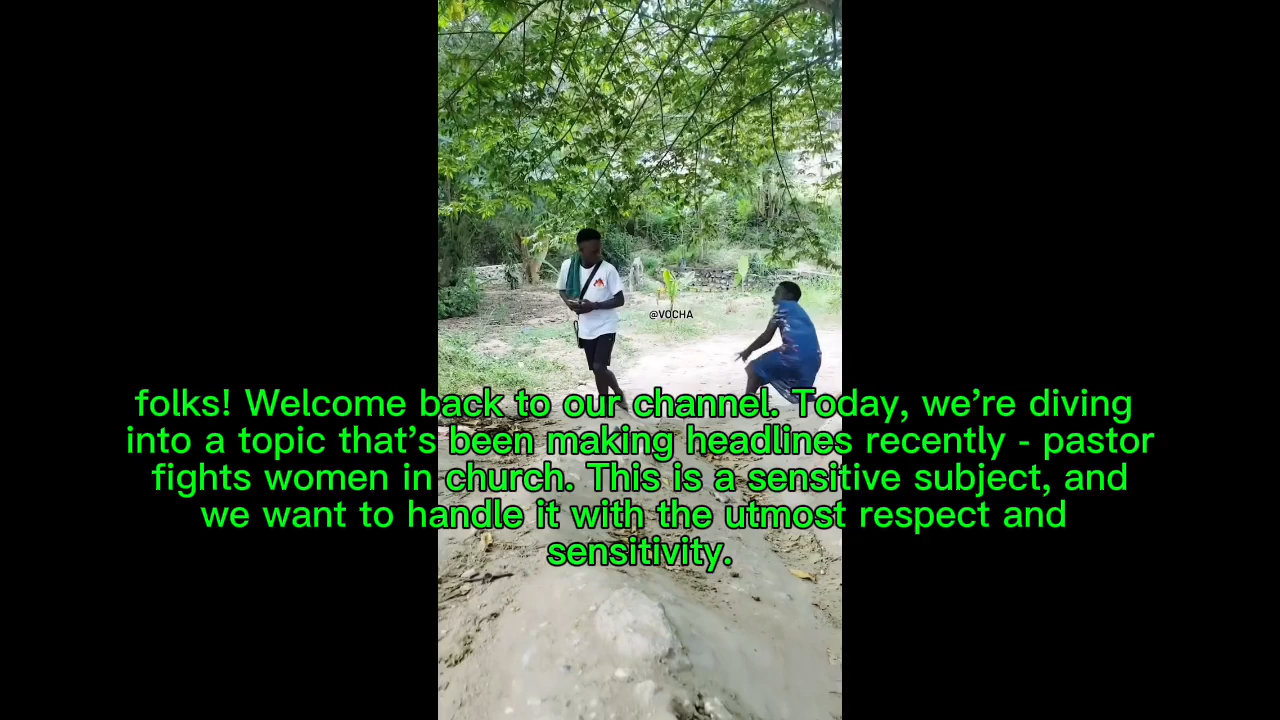 @VOCHA
folks! Welcome back to our channel. Today, we're diving
into a topic that's been making headlines recently - pastor
fights women in church. This is a sensitive subject, and
we want to handle it with the utmost respect and
sensitivity.